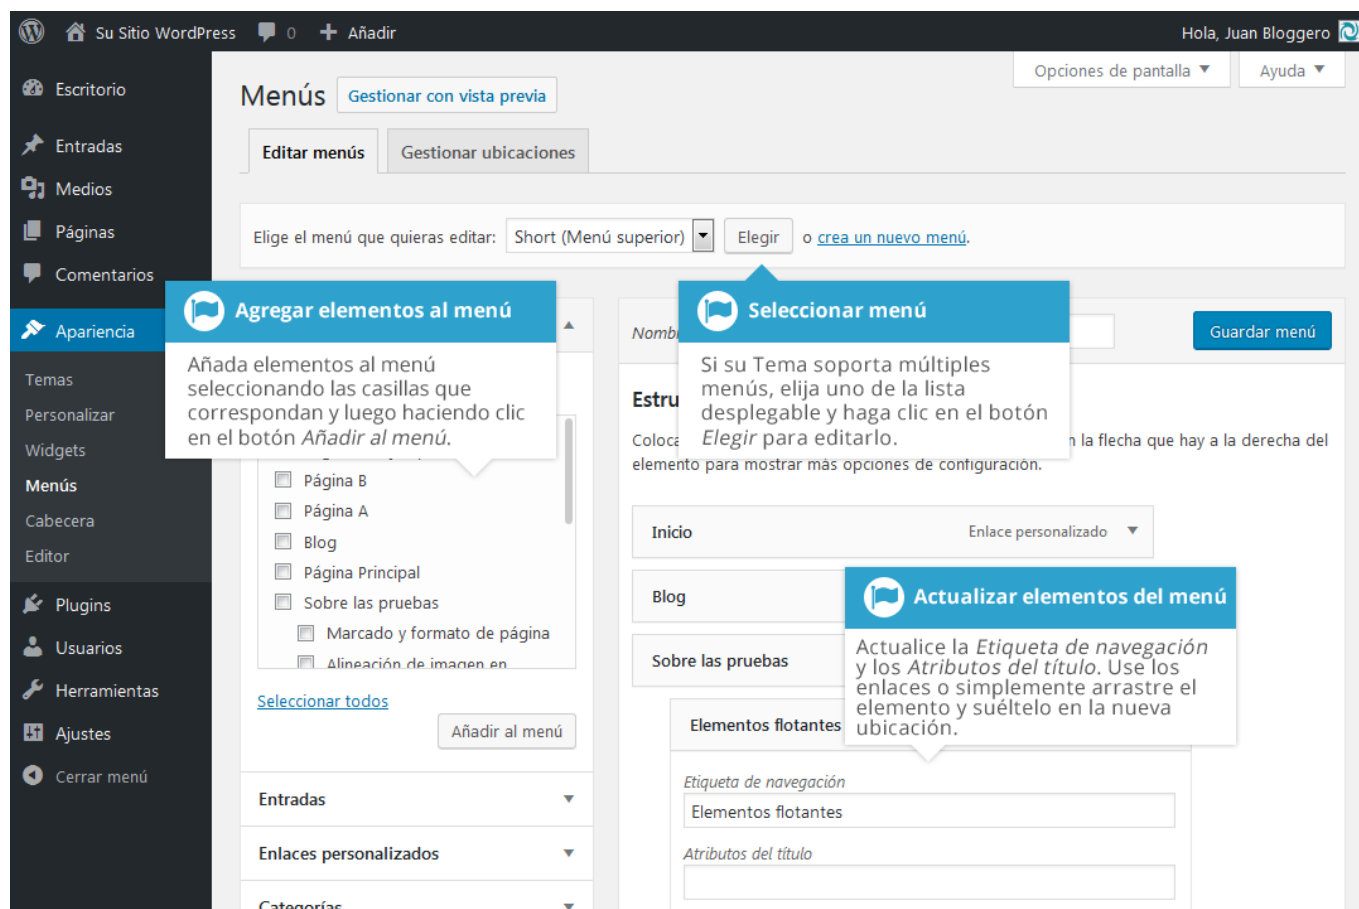 Su Sitio WordPress 0 Añadir
Hola, Juan Bloggero
Escritorio
Entradas
Medios
Páginas
Comentarios
Apariencia
Temas
Personalizar
Widgets
Menús
Cabecera
Editor
Plugins
Usuarios
Herramientas
Ajustes
Cerrar menú
Opciones de pantalla
Ayuda
Menús Gestionar con vista previa
Editar menús Gestionar ubicaciones
Elige el menú que quieras editar: Short (Menú superior) Elegir o crea un nuevo menú.
Agregar elementos al menú
Añada elementos al menú
seleccionando las casillas que
correspondan y luego haciendo clic
en el botón Añadir al menú.
Página B
Página A
Blog
Página Principal
Sobre las pruebas
Marcado y formato de página
Alineación de imagen en
Seleccionar todos
Añadir al menú
Entradas
Enlaces personalizados
Categorías
Seleccionar menú
Si su Tema soporta múltiples
menús, elija uno de la lista
desplegable y haga clic en el botón
Elegir para editarlo.
Guardar menú
la flecha que hay a la derecha del
elemento para mostrar más opciones de configuración.
Inicio Enlace personalizado
Blog
Sobre las pruebas
Elementos flotantes
Actualizar elementos del menú
Actualice la Etiqueta de navegación
y los Atributos del título. Use los
enlaces o simplemente arrastre el
elemento y suéltelo en la nueva
ubicación.
Etiqueta de navegación
Elementos flotantes
Atributos del título